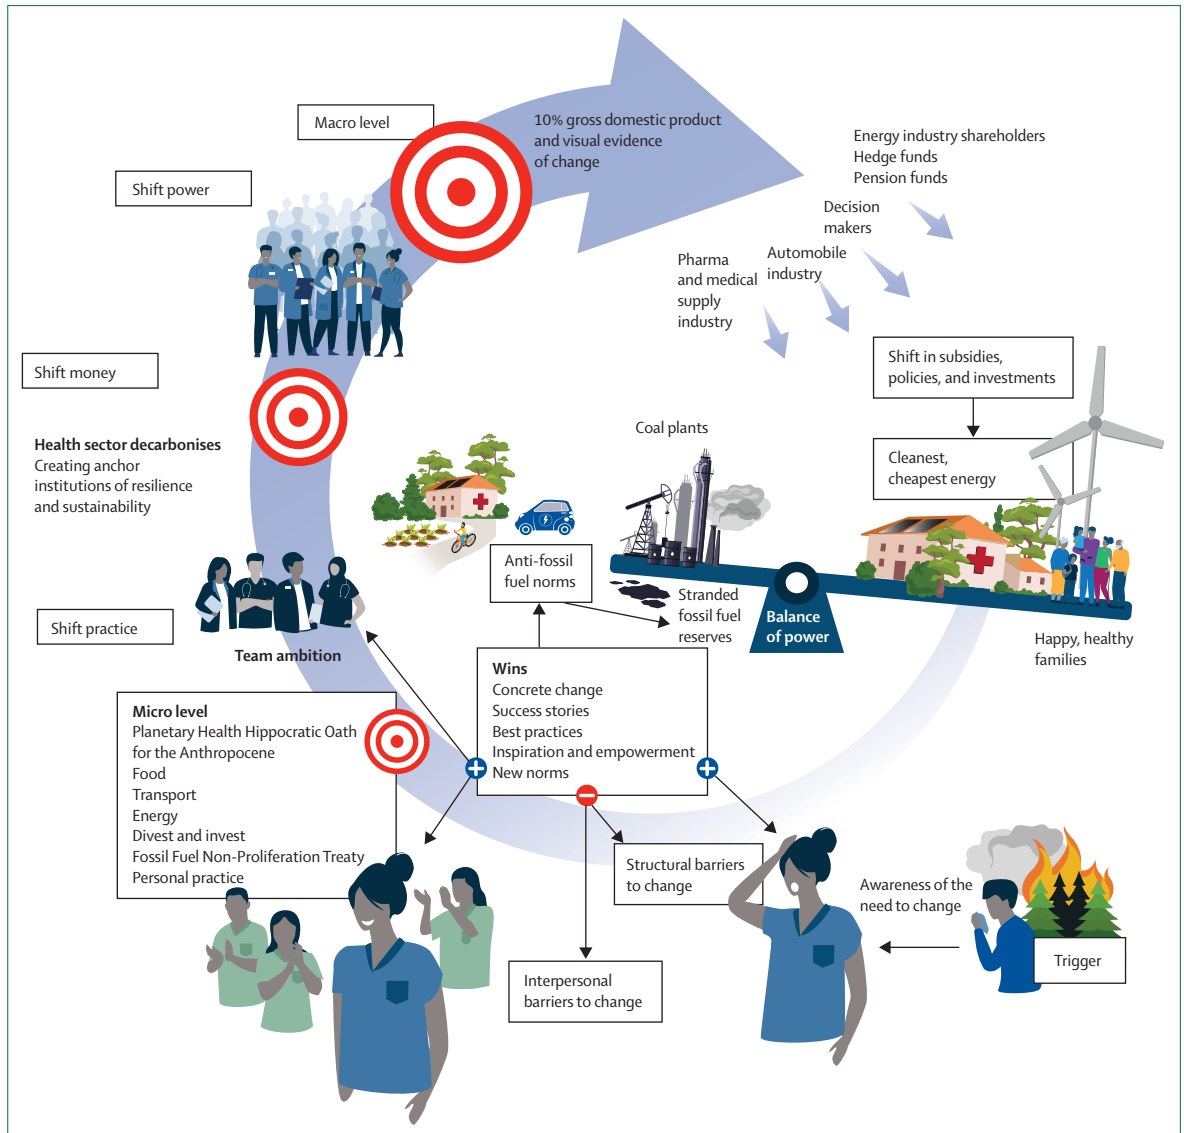 Macro level
10% gross domestic product
and visual evidence
of change
Energy industry shareholders
Hedge funds
Pension funds
Decision
makers
Automobile
industry
Pharma
and medical
supply
industry
Shift power
Shift money
Health sector decarbonises
Creating anchor
institutions of resilience
and sustainability
Shift in subsidies,
policies, and investments
Cleanest,
cheapest energy
Coal plants
Anti-fossil
fuel norms
Stranded
fossil fuel
reserves
Balance
of power
Happy, healthy
families
Shift practice
Team ambition
Wins
Concrete change
Success stories
Best practices
Inspiration and empowerment
New norms
Micro level
Planetary Health Hippocratic Oath
for the Anthropocene
Food
Transport
Energy
Divest and invest
Fossil Fuel Non-Proliferation Treaty
Personal practice
Structural barriers
to change
Interpersonal
barriers to change
Awareness of the
need to change
Trigger